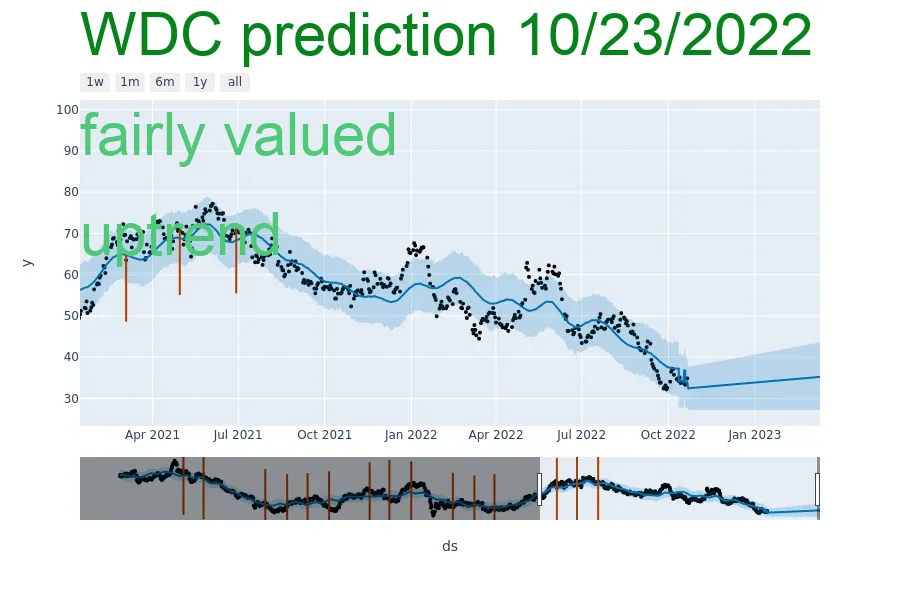 WDC prediction 10/23/2022
1w 1m 6m 1y all
100
fairly valued
90
80
70
uptrend
y
60
50
40
30
Apr 2021 Jul 2021 Oct 2021 Jan 2022 Apr 2022 Jul 2022 Oct 2022 Jan 2023
ds